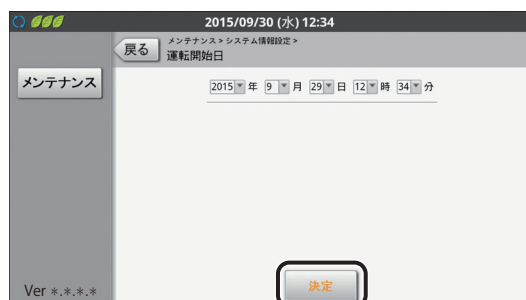 2015/09/30 (水) 12:34
戻る
メンテナンス > システム情報設定 >
運転開始日
メンテナンス
2015 年 9 月 29 日 12 時 34 分
決定
Ver *.*.*.*